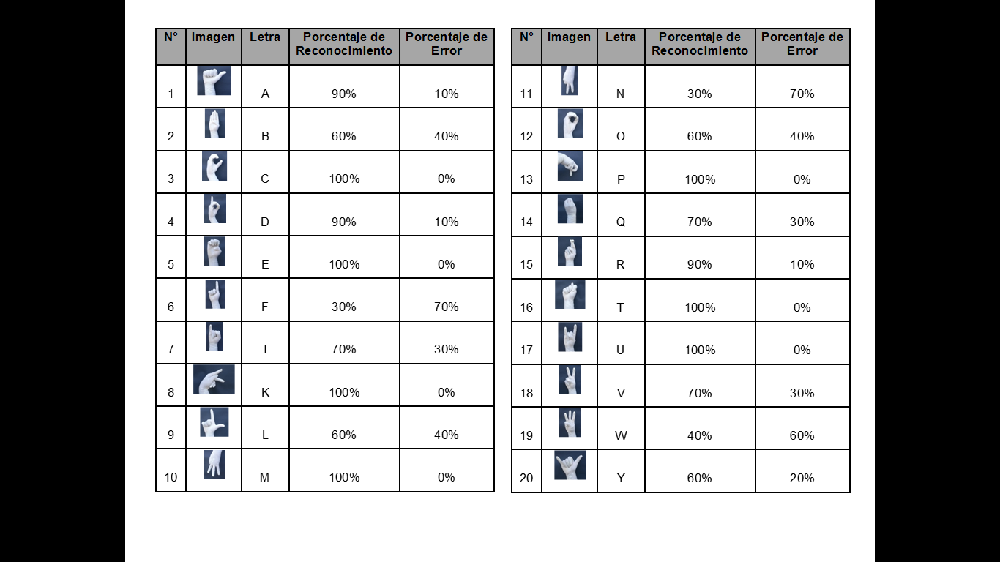 N° Imagen Letra Porcentaje de Reconocimiento Porcentaje de Error
1 A 90% 10%
2 B 60% 40%
3 C 100% 0%
4 D 90% 10%
5 E 100% 0%
6 F 30% 70%
7 I 70% 30%
8 K 100% 0%
9 L 60% 40%
10 M 100% 0%
N° Imagen Letra Porcentaje de Reconocimiento Porcentaje de Error
11 N 30% 70%
12 O 60% 40%
13 P 100% 0%
14 Q 70% 30%
15 R 90% 10%
16 T 100% 0%
17 U 100% 0%
18 V 70% 30%
19 W 40% 60%
20 Y 60% 20%